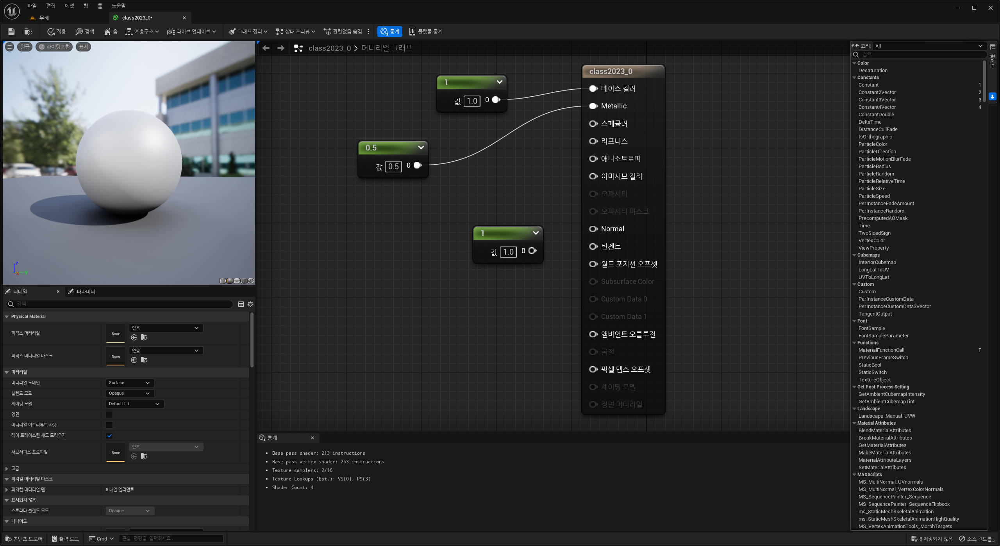 파일 편집 에셋 창 툴 도움말
무제
class2023_0*
적용 검색 홈 계층구조 라이브 업데이트 그래프 정리 상태 프리뷰 관련없음 숨김 통계 플랫폼 통계
원근 라이팅포함 표시
Z
X Y
디테일 파라미터
검색
Physical Material
피직스 머티리얼 None 없음
피직스 머티리얼 마스크 None 없음
머티리얼
머티리얼 도메인 Surface
블렌드 모드 Opaque
셰이딩 모델 Default Lit
양면
머티리얼 어트리뷰트 사용
레이 트레이스된 섀도 드리우기
서브서피스 프로파일 None 없음
고급
피지컬 머티리얼 마스크
피지컬 머티리얼 맵 8 배열 엘리먼트
표시되지 않음
스트라타 블렌드 모드 Opaque
나나이트
class2023_0 > 머티리얼 그래프
1
값 1.0 0
0.5
값 0.5 0
1
값 1.0 0
class2023_0
베이스 컬러
Metallic
스페큘러
러프니스
애니소트로피
이미시브 컬러
오파시티
오파시티 마스크
Normal
탄젠트
월드 포지션 오프셋
Subsurface Color
Custom Data 0
Custom Data 1
앰비언트 오클루전
굴절
픽셀 뎁스 오프셋
셰이딩 모델
정면 머티리얼
통계
Base pass shader: 213 instructions
Base pass vertex shader: 263 instructions
Texture samplers: 2/16
Texture Lookups (Est.): VS(0), PS(3)
Shader Count: 4
카테고리: All
검색
팔레트
Color
Desaturation
Constants
Constant 1
Constant2Vector 2
Constant3Vector 3
Constant4Vector 4
ConstantDouble
DeltaTime
DistanceCullFade
IsOrthographic
ParticleColor
ParticleDirection
ParticleMotionBlurFade
ParticleRadius
ParticleRandom
ParticleRelativeTime
ParticleSize
ParticleSpeed
PerInstanceFadeAmount
PerInstanceRandom
PrecomputedAOMask
Time
TwoSidedSign
VertexColor
ViewProperty
Cubemaps
InteriorCubemap
LongLatToUV
UVToLongLat
Custom
Custom
PerInstanceCustomData
PerInstanceCustomData3Vector
TangentOutput
Font
FontSample
FontSampleParameter
Functions
MaterialFunctionCall F
PreviousFrameSwitch
StaticBool
StaticSwitch
TextureObject
Get Post Process Setting
GetAmbientCubemapIntensity
GetAmbientCubemapTint
Landscape
Landscape_Manual_UVW
Material Attributes
BlendMaterialAttributes
BreakMaterialAttributes
GetMaterialAttributes
MakeMaterialAttributes
MaterialAttributeLayers
SetMaterialAttributes
MAXScripts
MS_MultiNormal_UVnormals
MS_MultiNormal_VertexColorNormals
MS_SequencePainter_Sequence
MS_SequencePainter_SequenceFlipbook
ms_StaticMeshSkeletalAnimation
ms_StaticMeshSkeletalAnimationHighQuality
MS_VertexAnimationTools_MorphTargets
콘텐츠 드로어 출력 로그 Cmd 콘솔 명령을 입력하세요. 8 저장되지 않음 소스 컨트롤